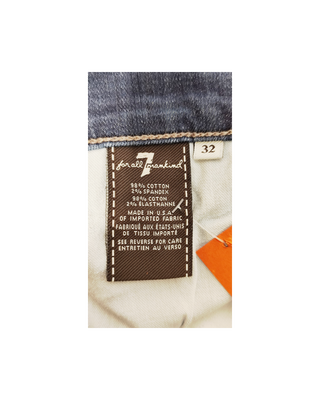 7
for all mankind
32
98% COTTON
2% SPANDEX
98% COTON
2% ÉLASTHANNE
MADE IN U.S.A.
OF IMPORTED FABRIC
FABRIQUÉ AUX ÉTATS-UNIS
DE TISSU IMPORTÉ
SEE REVERSE FOR CARE
ENTRETIEN AU VERSO